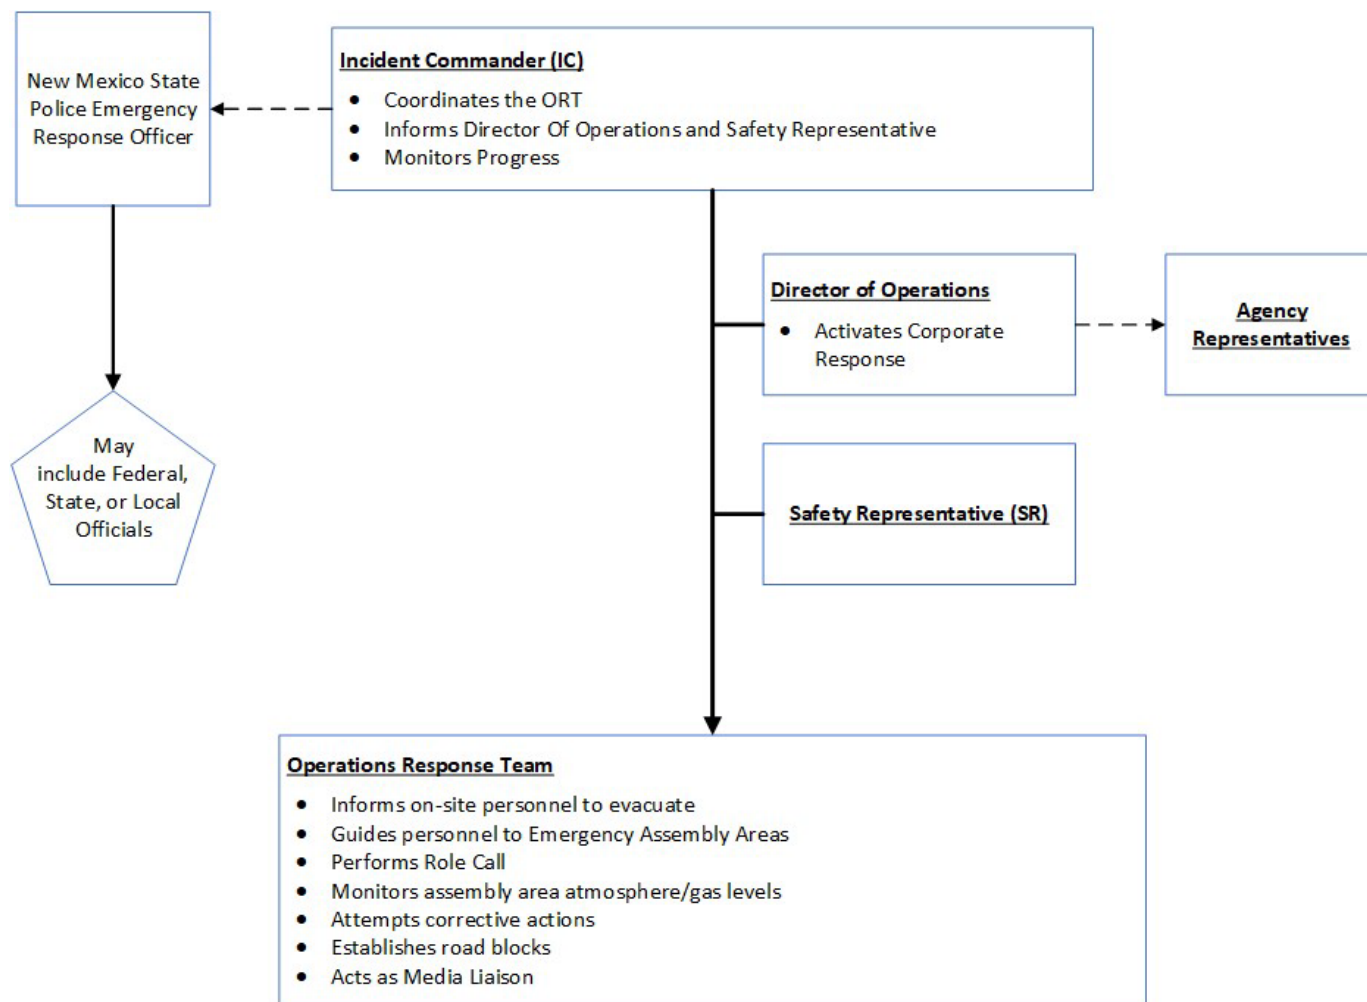 New Mexico State
Police Emergency
Response Officer
Incident Commander (IC)
• Coordinates the ORT
• Informs Director Of Operations and Safety Representative
• Monitors Progress
Director of Operations
• Activates Corporate
Response
Agency
Representatives
May
include Federal,
State, or Local
Officials
Safety Representative (SR)
Operations Response Team
• Informs on-site personnel to evacuate
• Guides personnel to Emergency Assembly Areas
• Performs Role Call
• Monitors assembly area atmosphere/gas levels
• Attempts corrective actions
• Establishes road blocks
• Acts as Media Liaison